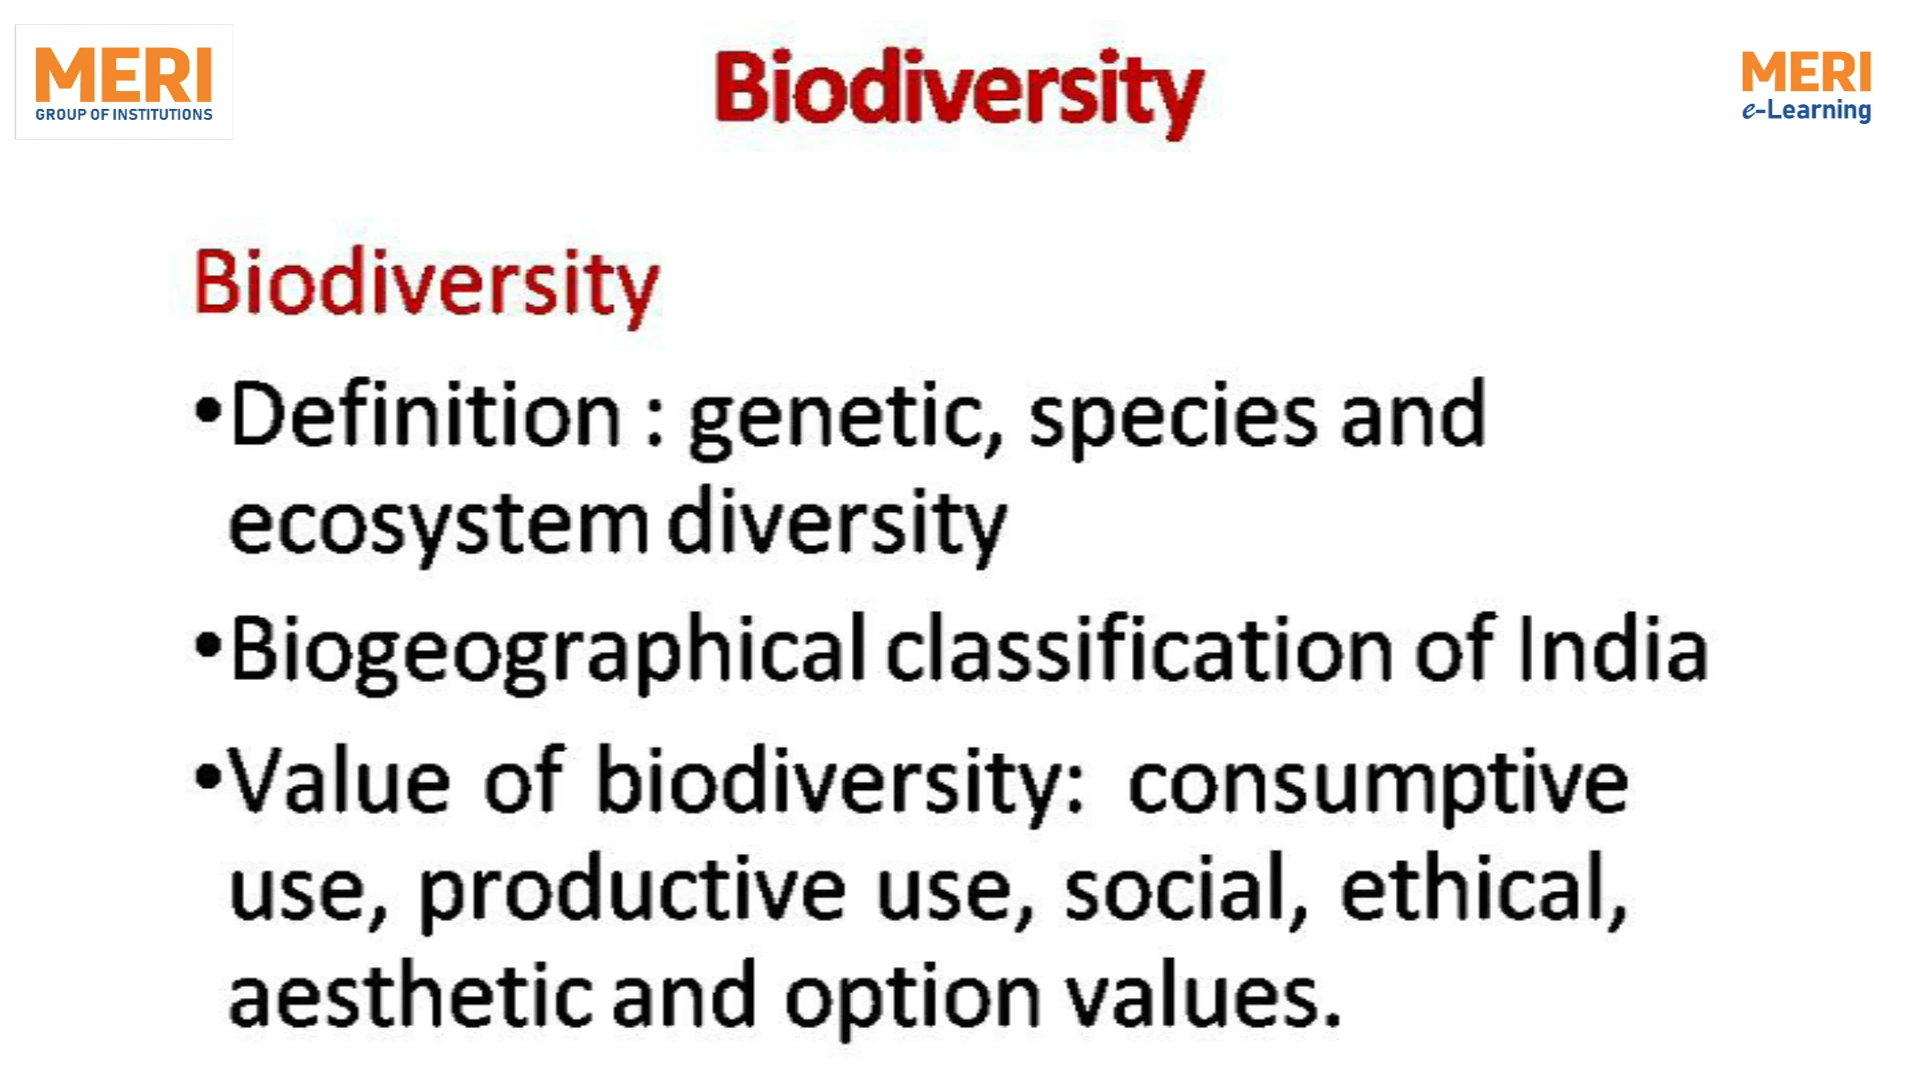 MERI
GROUP OF INSTITUTIONS
Biodiversity
MERI
e-Learning
Biodiversity
•Definition : genetic, species and
ecosystem diversity
•Biogeographical classification of India
•Value of biodiversity: consumptive
use, productive use, social, ethical,
aesthetic and option values.